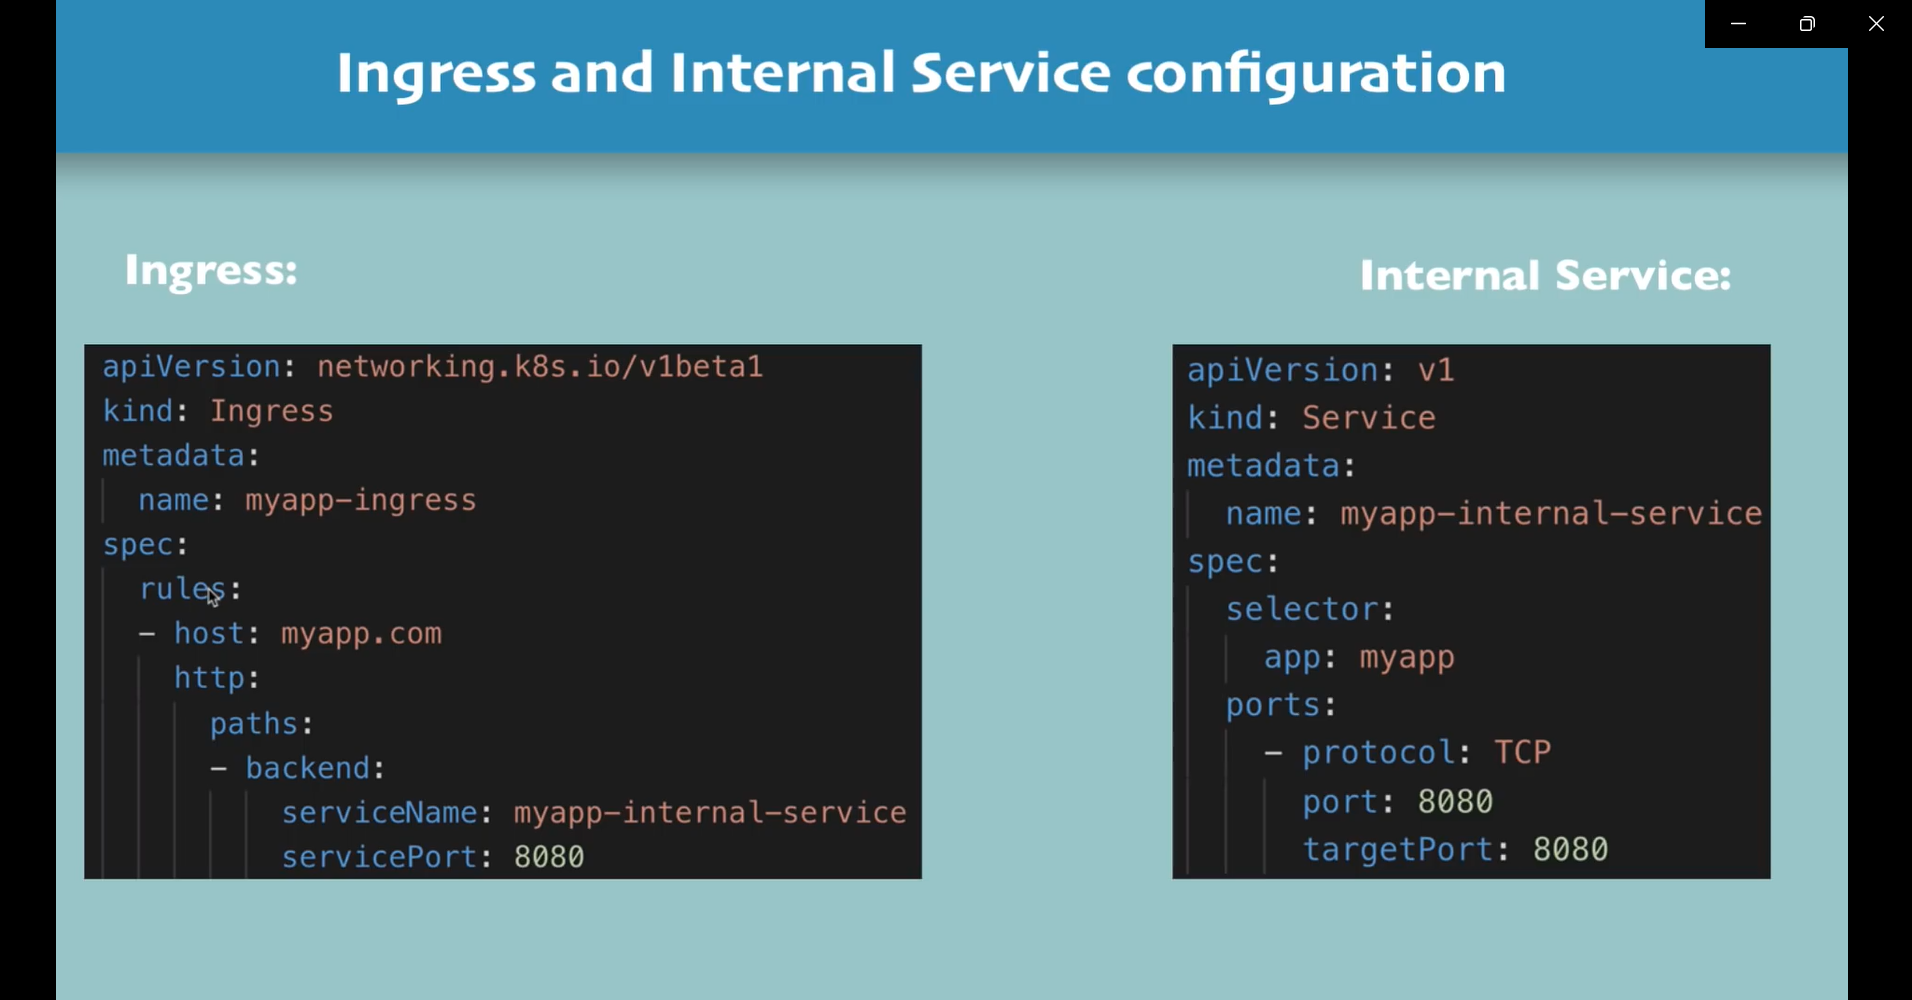 Ingress and Internal Service configuration
Ingress:
apiVersion: networking.k8s.io/v1beta1
kind: Ingress
metadata:
  name: myapp-ingress
spec:
  rules:
  - host: myapp.com
    http:
      paths:
      - backend:
          serviceName: myapp-internal-service
          servicePort: 8080
Internal Service:
apiVersion: v1
kind: Service
metadata:
  name: myapp-internal-service
spec:
  selector:
    app: myapp
  ports:
    - protocol: TCP
      port: 8080
      targetPort: 8080